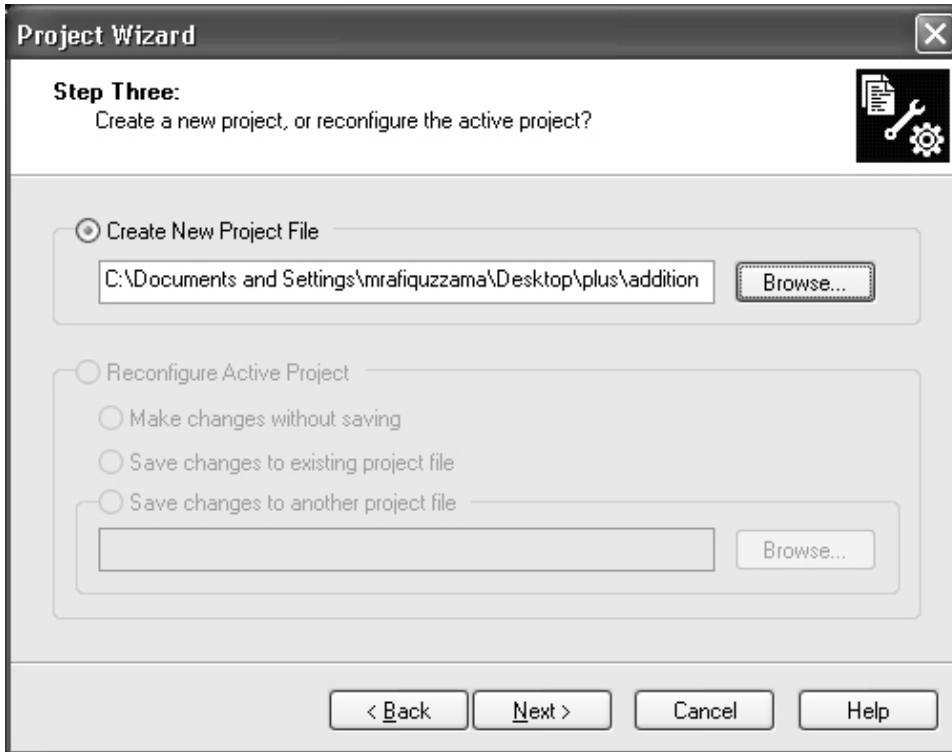 Project Wizard
Step Three:
Create a new project, or reconfigure the active project?
Create New Project File
C:\Documents and Settings\mrafiquzzama\Desktop\plus\addition
Browse...
Reconfigure Active Project
Make changes without saving
Save changes to existing project file
Save changes to another project file
Browse...
< Back
Next >
Cancel
Help